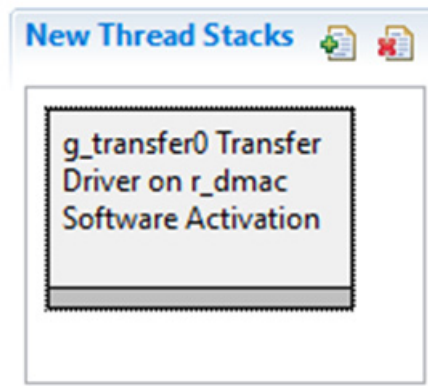 New Thread Stacks
g_transfer0 Transfer
Driver on r_dmac
Software Activation